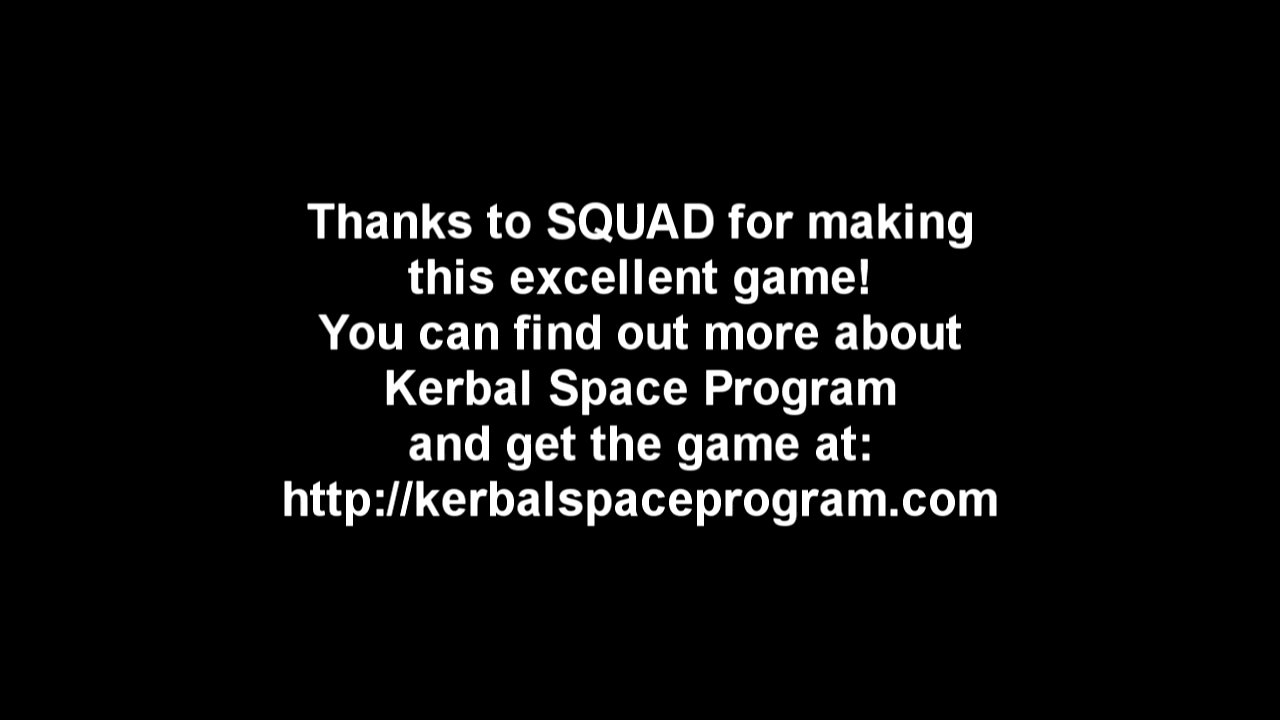 Thanks to SQUAD for making
this excellent game!
You can find out more about
Kerbal Space Program
and get the game at:
http://kerbalspaceprogram.com